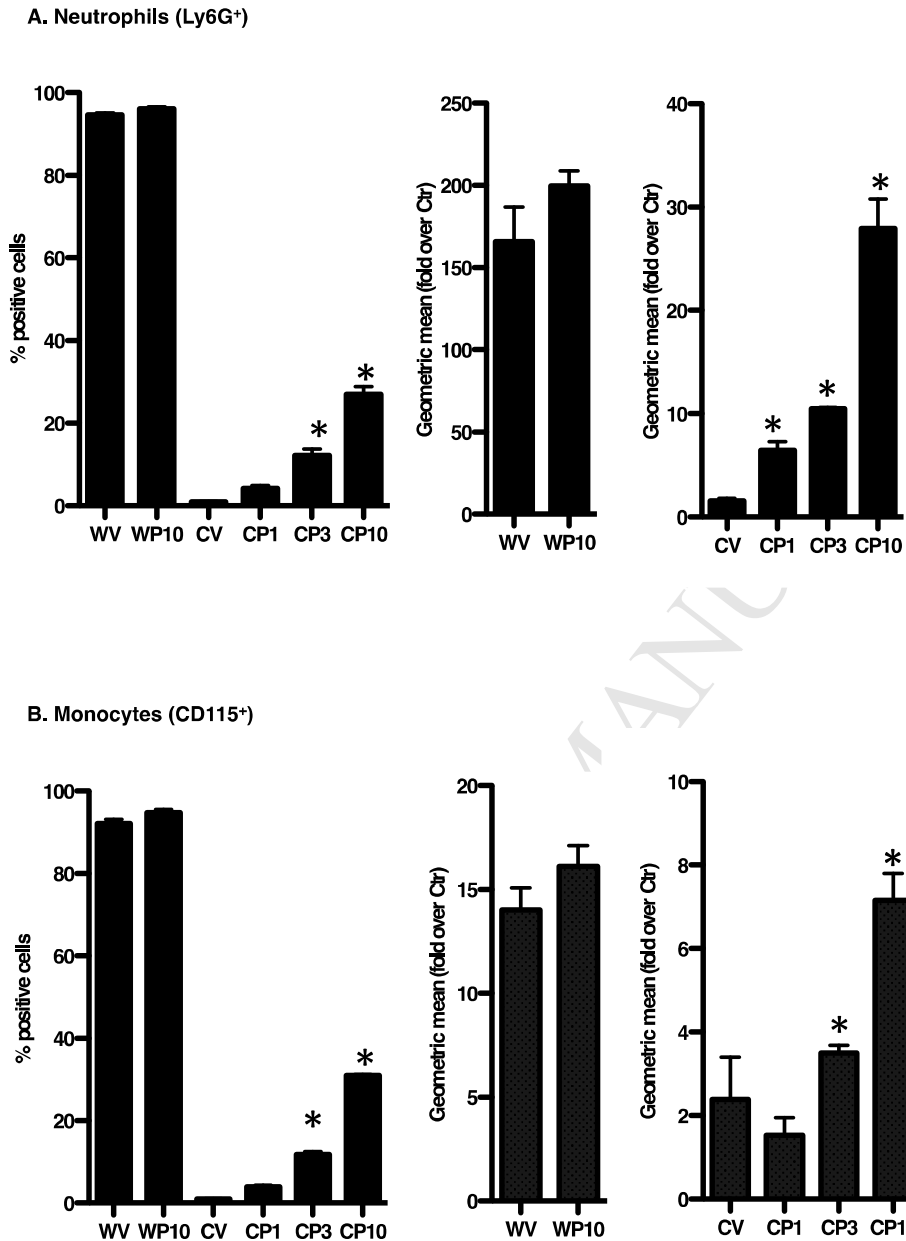 A. Neutrophils (Ly6G⁺)
% positive cells
100
80
60
40
20
0
WV WP10 CV CP1 CP3 CP10
* *
Geometric mean (fold over Ctr)
250
200
150
100
50
0
WV WP10
Geometric mean (fold over Ctr)
40
30
20
10
0
CV CP1 CP3 CP10
* * *
MANU
B. Monocytes (CD115⁺)
% positive cells
100
80
60
40
20
0
WV WP10 CV CP1 CP3 CP10
* *
Geometric mean (fold over Ctr)
20
15
10
5
0
WV WP10
Geometric mean (fold over Ctr)
10
8
6
4
2
0
CV CP1 CP3 CP1
* *